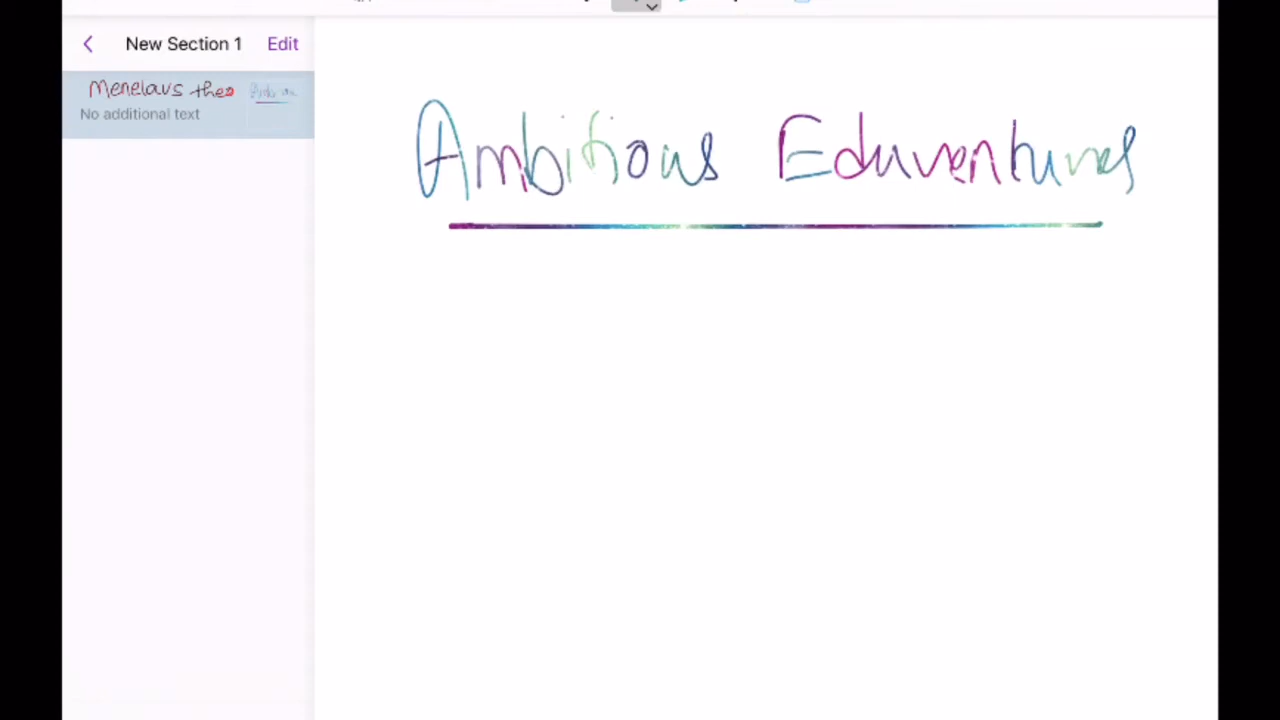 New Section 1 Edit
Menelaus theo
No additional text
Ambitious Eduventures